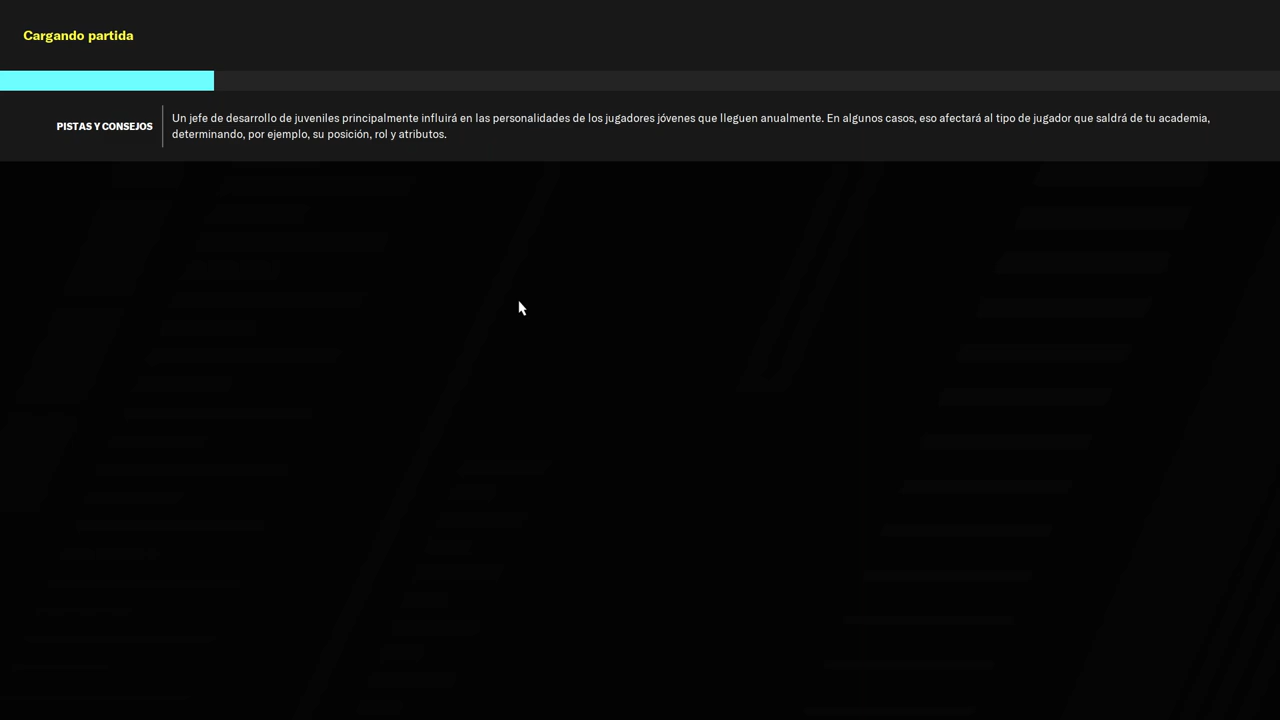 Cargando partida
PISTAS Y CONSEJOS
Un jefe de desarrollo de juveniles principalmente influirá en las personalidades de los jugadores jóvenes que lleguen anualmente. En algunos casos, eso afectará al tipo de jugador que saldrá de tu academia,
determinando, por ejemplo, su posición, rol y atributos.